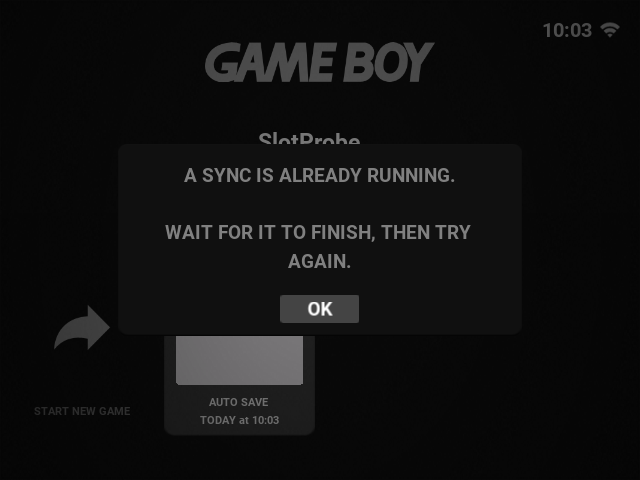 10:03
GAME BOY
SlotProbe
A SYNC IS ALREADY RUNNING.
WAIT FOR IT TO FINISH, THEN TRY
AGAIN.
OK
START NEW GAME
AUTO SAVE
TODAY at 10:03